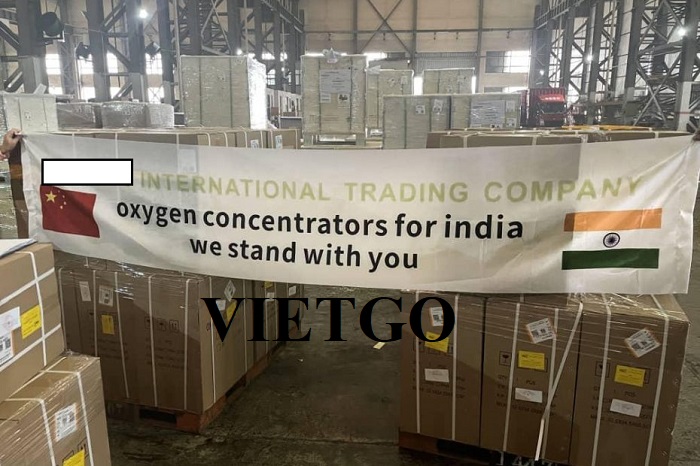 INTERNATIONAL TRADING COMPANY
oxygen concentrators for india
we stand with you
VIETGO